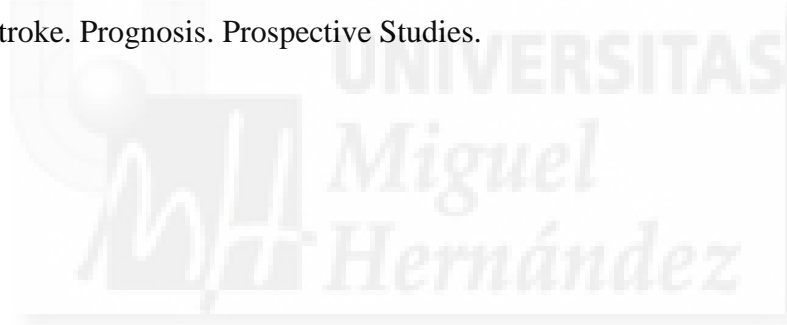 troke. Prognosis. Prospective Studies.
UNIVERSITAS
Miguel
Hernández